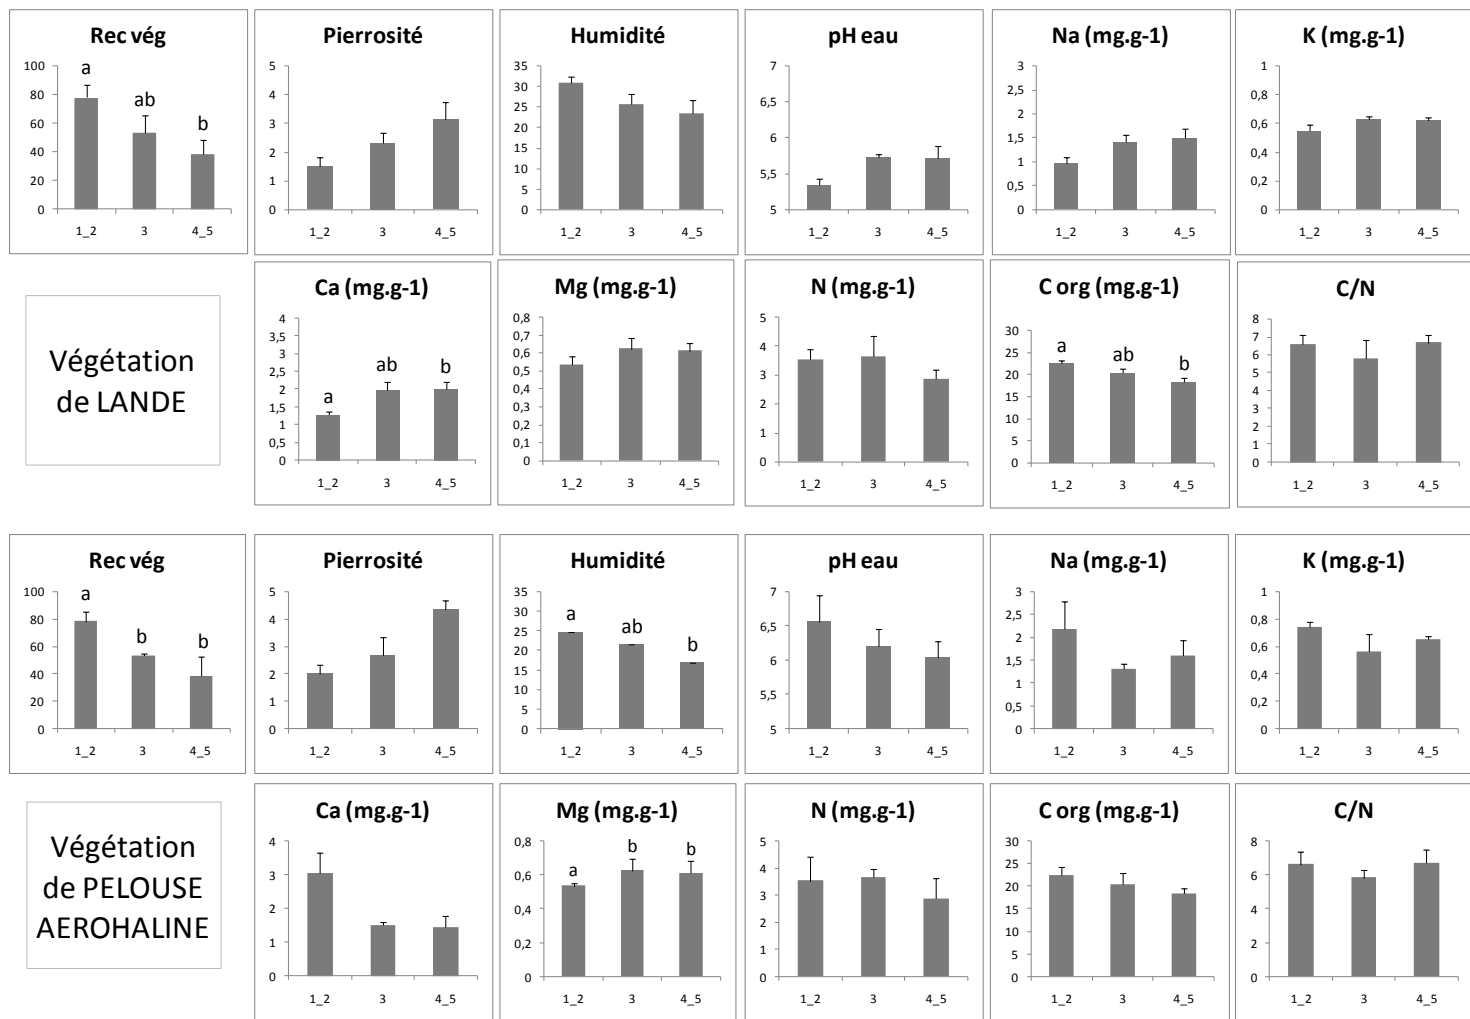 Rec vég
100
80
60
40
20
0
a
ab
b
1_2 3 4_5
Pierrosité
5
4
3
2
1
0
1_2 3 4_5
Humidité
35
30
25
20
15
10
5
0
1_2 3 4_5
pH eau
7
6,5
6
5,5
5
1_2 3 4_5
Na (mg.g-1)
3
2,5
2
1,5
1
0,5
0
1_2 3 4_5
K (mg.g-1)
1
0,8
0,6
0,4
0,2
0
1_2 3 4_5
Végétation
de LANDE
Ca (mg.g-1)
4
3,5
3
2,5
2
1,5
1
0,5
0
a
ab
b
1_2 3 4_5
Mg (mg.g-1)
0,8
0,7
0,6
0,5
0,4
0,3
0,2
0,1
0
1_2 3 4_5
N (mg.g-1)
5
4
3
2
1
0
1_2 3 4_5
C org (mg.g-1)
30
25
20
15
10
5
0
a
ab
b
1_2 3 4_5
C/N
8
7
6
5
4
3
2
1
0
1_2 3 4_5
Rec vég
100
80
60
40
20
0
a
b
b
1_2 3 4_5
Pierrosité
5
4
3
2
1
0
1_2 3 4_5
Humidité
35
30
25
20
15
10
5
0
a
ab
b
1_2 3 4_5
pH eau
7
6,5
6
5,5
5
1_2 3 4_5
Na (mg.g-1)
3
2,5
2
1,5
1
0,5
0
1_2 3 4_5
K (mg.g-1)
1
0,8
0,6
0,4
0,2
0
1_2 3 4_5
Végétation
de PELOUSE
AEROHALINE
Ca (mg.g-1)
4
3
2
1
0
1_2 3 4_5
Mg (mg.g-1)
0,8
0,6
0,4
0,2
0
a
b
b
1_2 3 4_5
N (mg.g-1)
5
4
3
2
1
0
1_2 3 4_5
C org (mg.g-1)
30
25
20
15
10
5
0
1_2 3 4_5
C/N
8
6
4
2
0
1_2 3 4_5